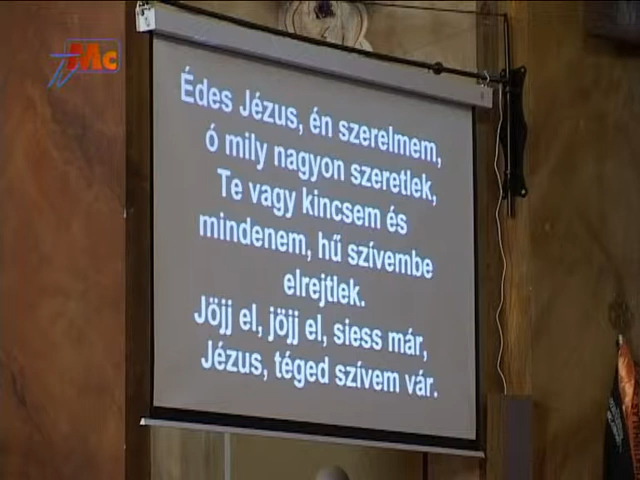 Mc
Édes Jézus, én szerelmem,
ó mily nagyon szeretlek,
Te vagy kincsem és
mindenem, hű szívembe
elrejtlek.
Jöjj el, jöjj el, siess már,
Jézus, téged szívem vár.